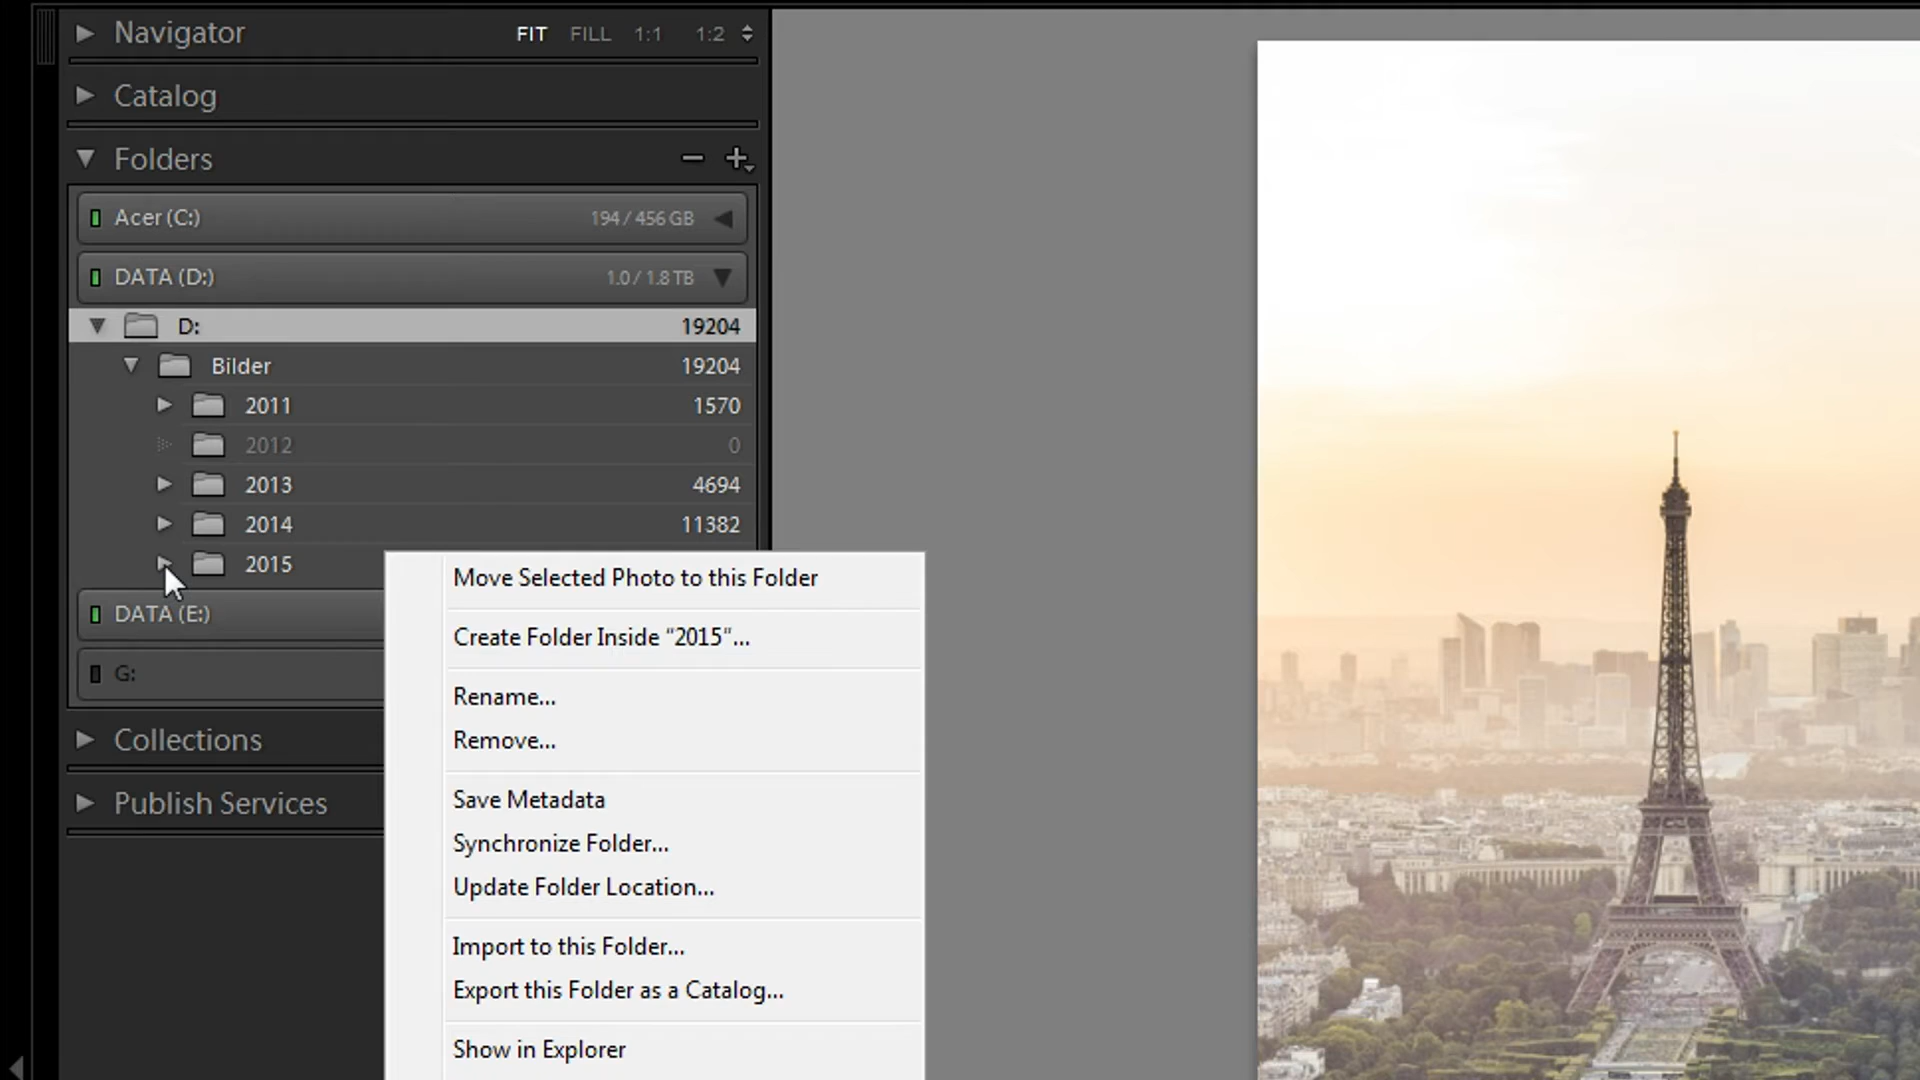 Navigator FIT FILL 1:1 1:2
Catalog
Folders
Acer (C:) 194 / 456 GB
DATA (D:) 1.0 / 1.8 TB
D: 19204
Bilder 19204
2011 1570
2012 0
2013 4694
2014 11382
2015
DATA (E:)
G:
Collections
Publish Services
Move Selected Photo to this Folder
Create Folder Inside “2015“...
Rename...
Remove...
Save Metadata
Synchronize Folder...
Update Folder Location...
Import to this Folder...
Export this Folder as a Catalog...
Show in Explorer